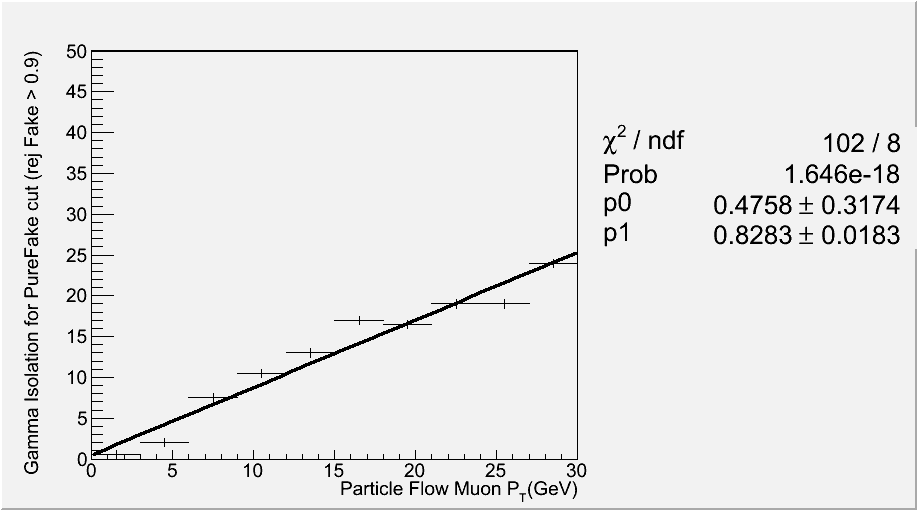 Gamma Isolation for PureFake cut (rej Fake > 0.9)
50
45
40
35
30
25
20
15
10
5
0
0 5 10 15 20 25 30
Particle Flow Muon P_T(GeV)
χ² / ndf 102 / 8
Prob 1.646e-18
p0 0.4758 ± 0.3174
p1 0.8283 ± 0.0183